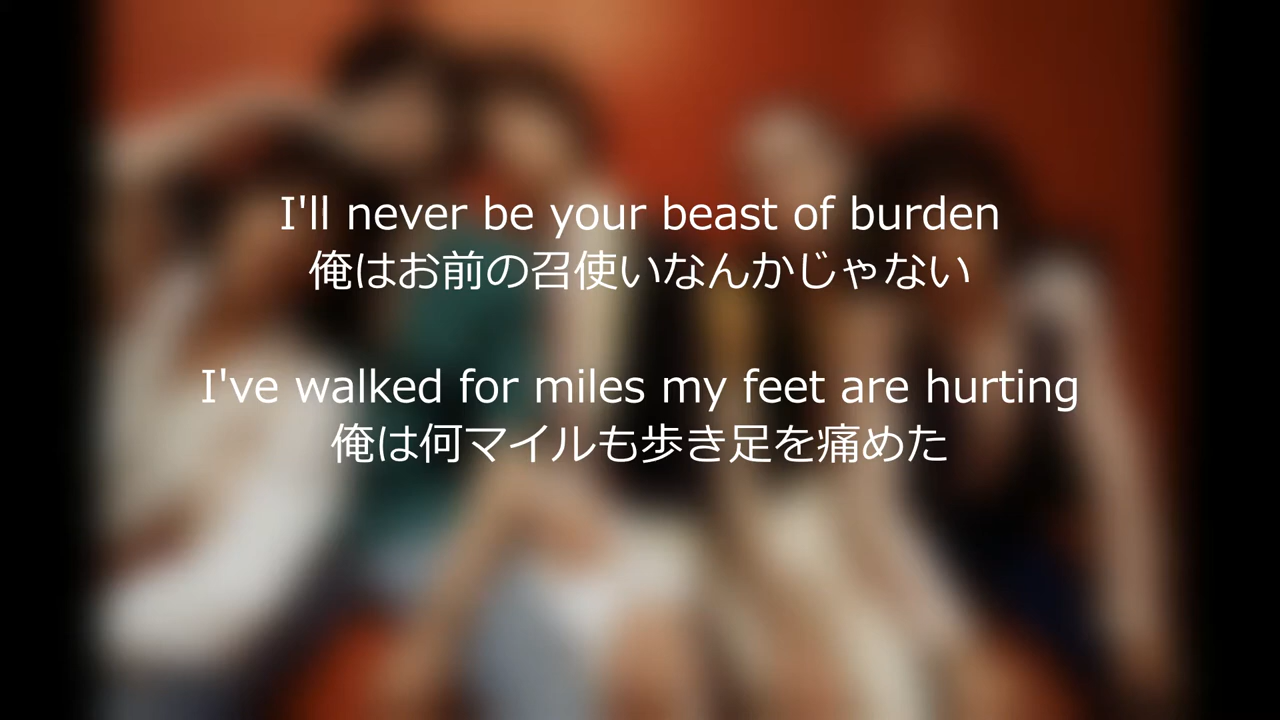 I'll never be your beast of burden
俺はお前の召使いなんかじゃない
I've walked for miles my feet are hurting
俺は何マイルも歩き足を痛めた